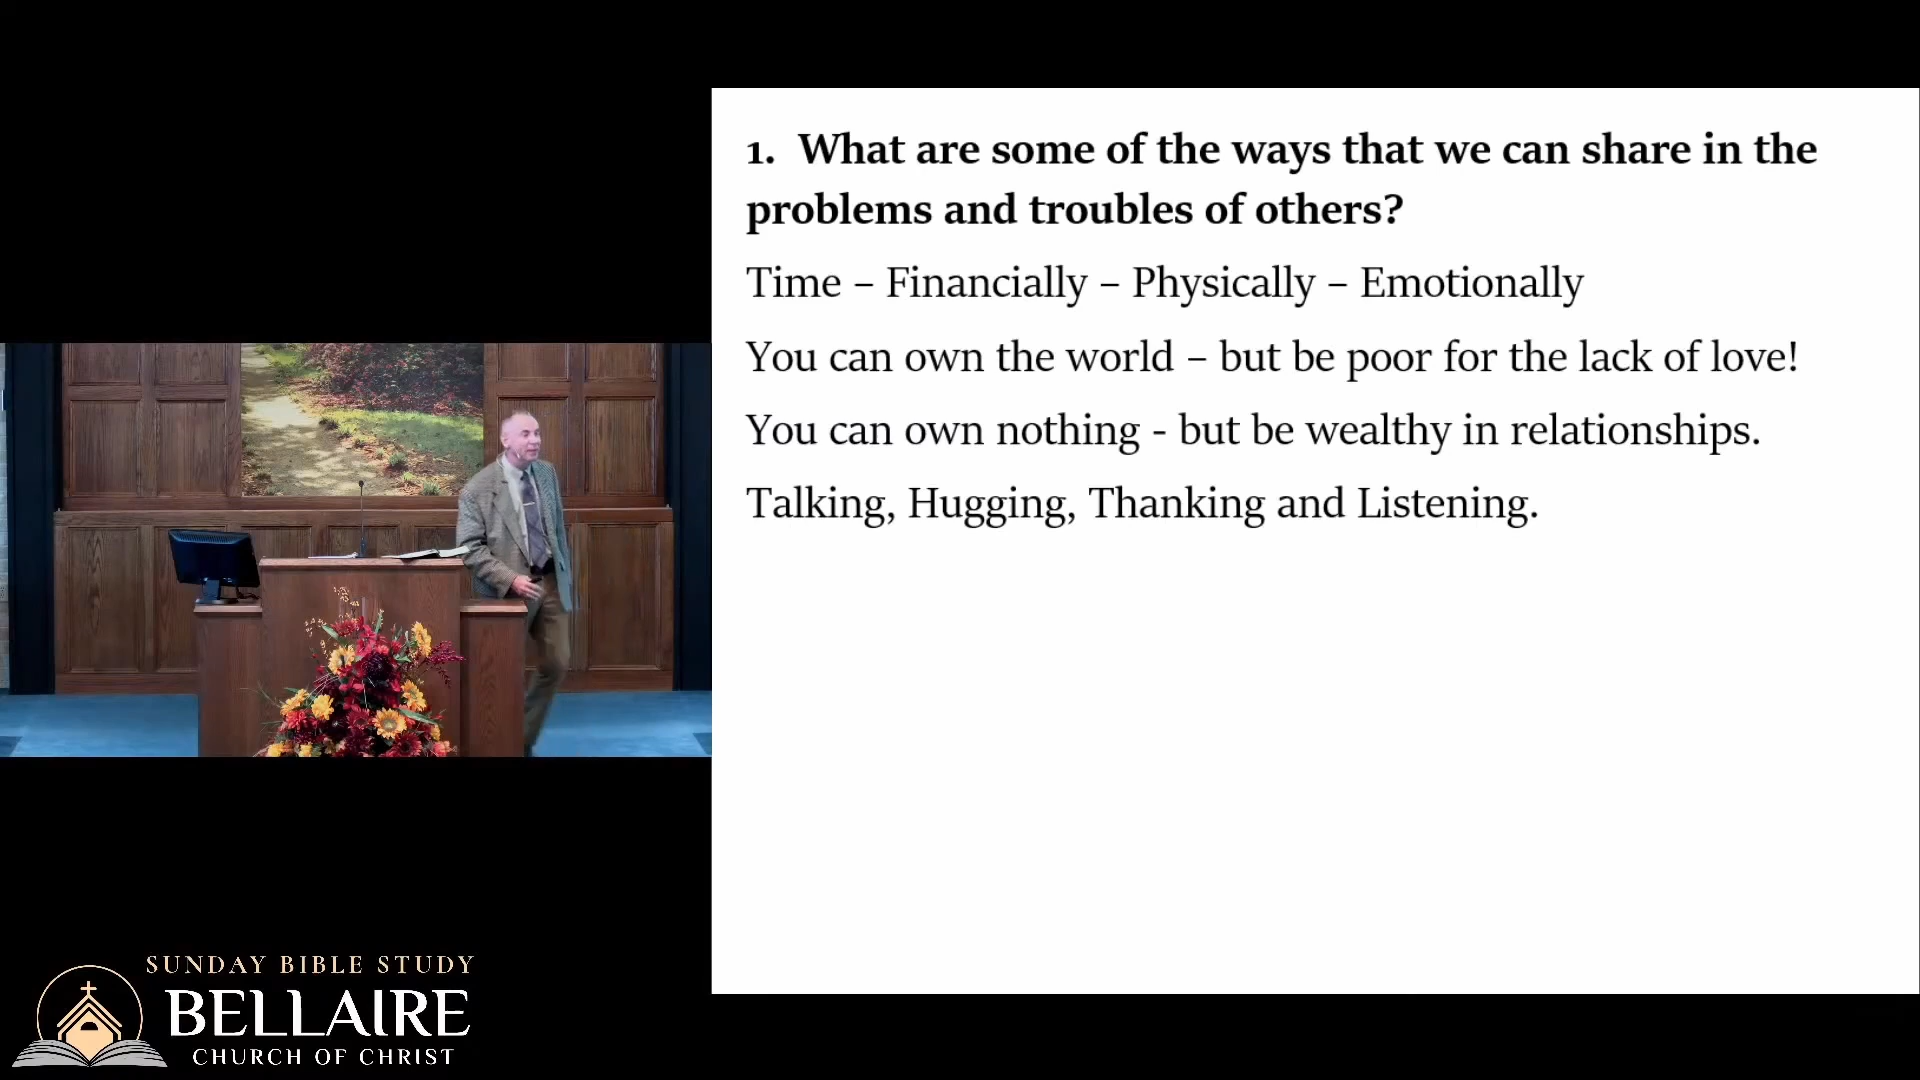 1. What are some of the ways that we can share in the
problems and troubles of others?
Time – Financially – Physically – Emotionally
You can own the world – but be poor for the lack of love!
You can own nothing - but be wealthy in relationships.
Talking, Hugging, Thanking and Listening.
SUNDAY BIBLE STUDY
BELLAIRE
CHURCH OF CHRIST